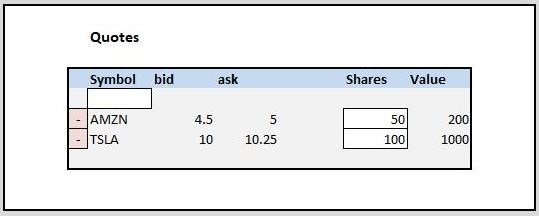 Quotes
Symbol bid ask Shares Value
- AMZN 4.5 5 50 200
- TSLA 10 10.25 100 1000